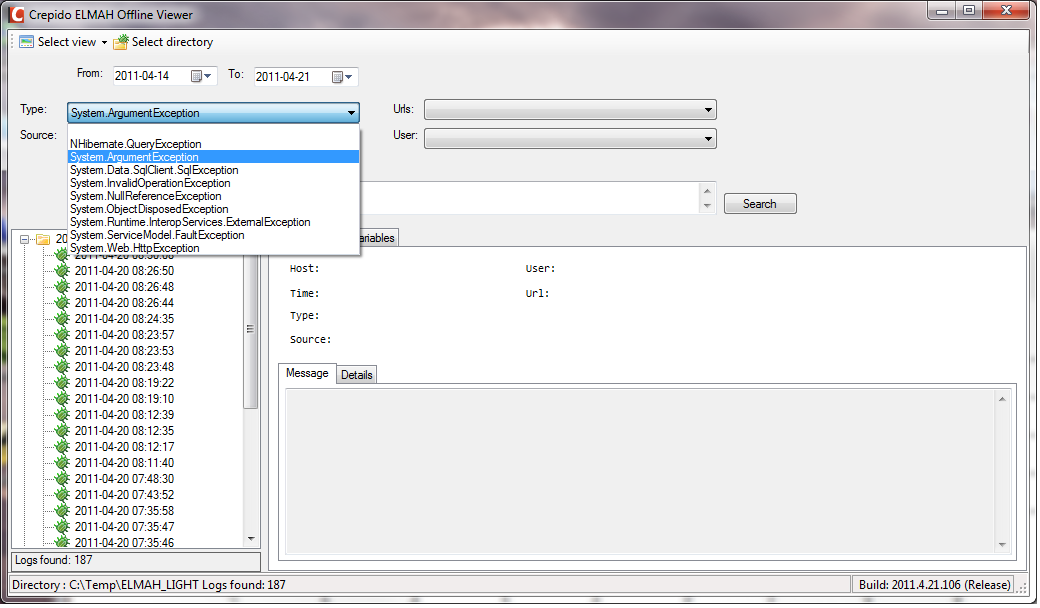 Crepido ELMAH Offline Viewer
Select view Select directory
From: 2011-04-14 To: 2011-04-21
Type: System.ArgumentException Urls:
Source: User:
NHibernate.QueryException
System.ArgumentException
System.Data.SqlClient.SqlException
System.InvalidOperationException
System.NullReferenceException
System.ObjectDisposedException
System.Runtime.InteropServices.ExternalException
System.ServiceModel.FaultException
System.Web.HttpException
Search
ariables
20
2011-04-20 08:26:50
2011-04-20 08:26:48
2011-04-20 08:26:44
2011-04-20 08:24:35
2011-04-20 08:23:57
2011-04-20 08:23:53
2011-04-20 08:23:48
2011-04-20 08:19:22
2011-04-20 08:19:10
2011-04-20 08:12:39
2011-04-20 08:12:35
2011-04-20 08:12:17
2011-04-20 08:11:40
2011-04-20 07:48:30
2011-04-20 07:43:52
2011-04-20 07:35:58
2011-04-20 07:35:47
2011-04-20 07:35:46
Host: User:
Time: Url:
Type:
Source:
Message Details
Logs found: 187
Directory : C:\Temp\ELMAH_LIGHT Logs found: 187
Build: 2011.4.21.106 (Release)